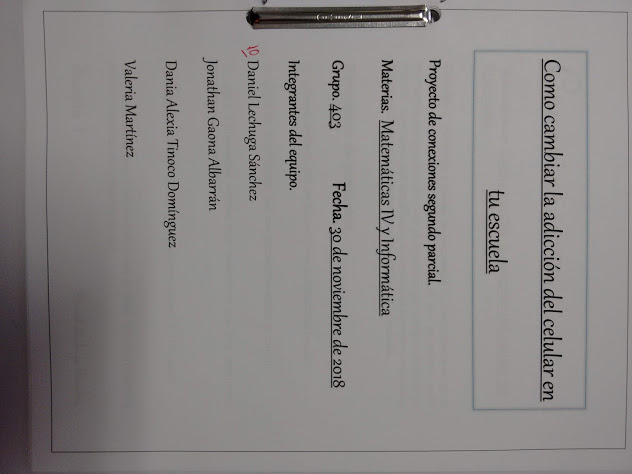 Como cambiar la adicción del celular en
tu escuela
Proyecto de conexiones segundo parcial.
Materias. Matemáticas IV y Informática
Grupo. 403 Fecha. 30 de noviembre de 2018
Integrantes del equipo.
10 Daniel Lechuga Sánchez
Jonathan Gaona Albarrán
Dania Alexia Tinoco Domínguez
Valeria Martínez